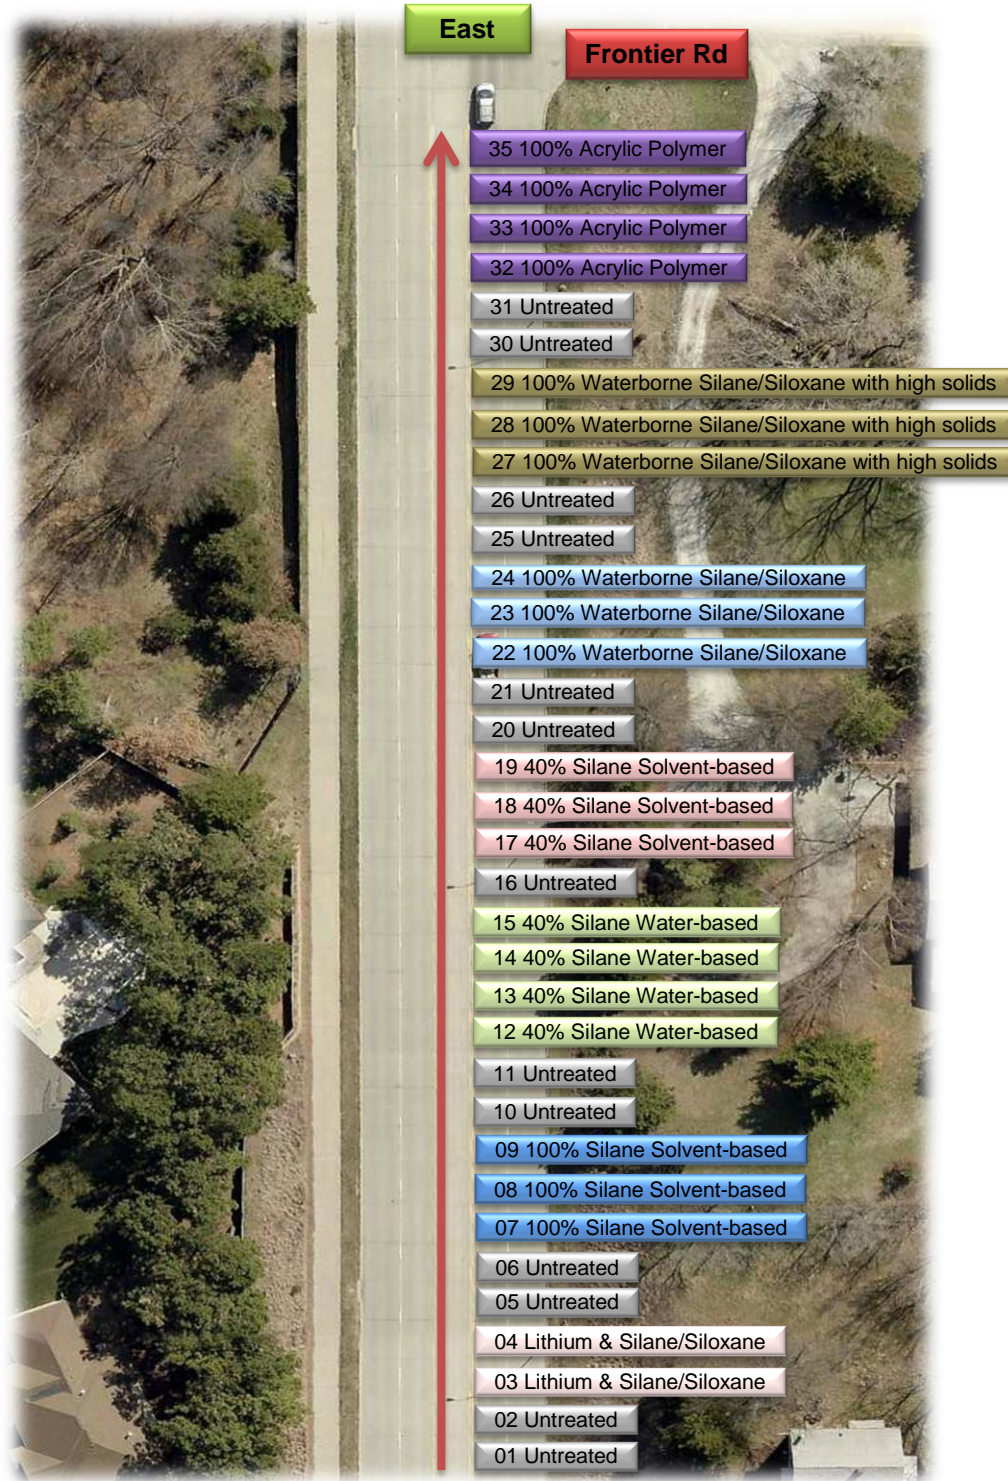 East
Frontier Rd
35 100% Acrylic Polymer
34 100% Acrylic Polymer
33 100% Acrylic Polymer
32 100% Acrylic Polymer
31 Untreated
30 Untreated
29 100% Waterborne Silane/Siloxane with high solids
28 100% Waterborne Silane/Siloxane with high solids
27 100% Waterborne Silane/Siloxane with high solids
26 Untreated
25 Untreated
24 100% Waterborne Silane/Siloxane
23 100% Waterborne Silane/Siloxane
22 100% Waterborne Silane/Siloxane
21 Untreated
20 Untreated
19 40% Silane Solvent-based
18 40% Silane Solvent-based
17 40% Silane Solvent-based
16 Untreated
15 40% Silane Water-based
14 40% Silane Water-based
13 40% Silane Water-based
12 40% Silane Water-based
11 Untreated
10 Untreated
09 100% Silane Solvent-based
08 100% Silane Solvent-based
07 100% Silane Solvent-based
06 Untreated
05 Untreated
04 Lithium & Silane/Siloxane
03 Lithium & Silane/Siloxane
02 Untreated
01 Untreated